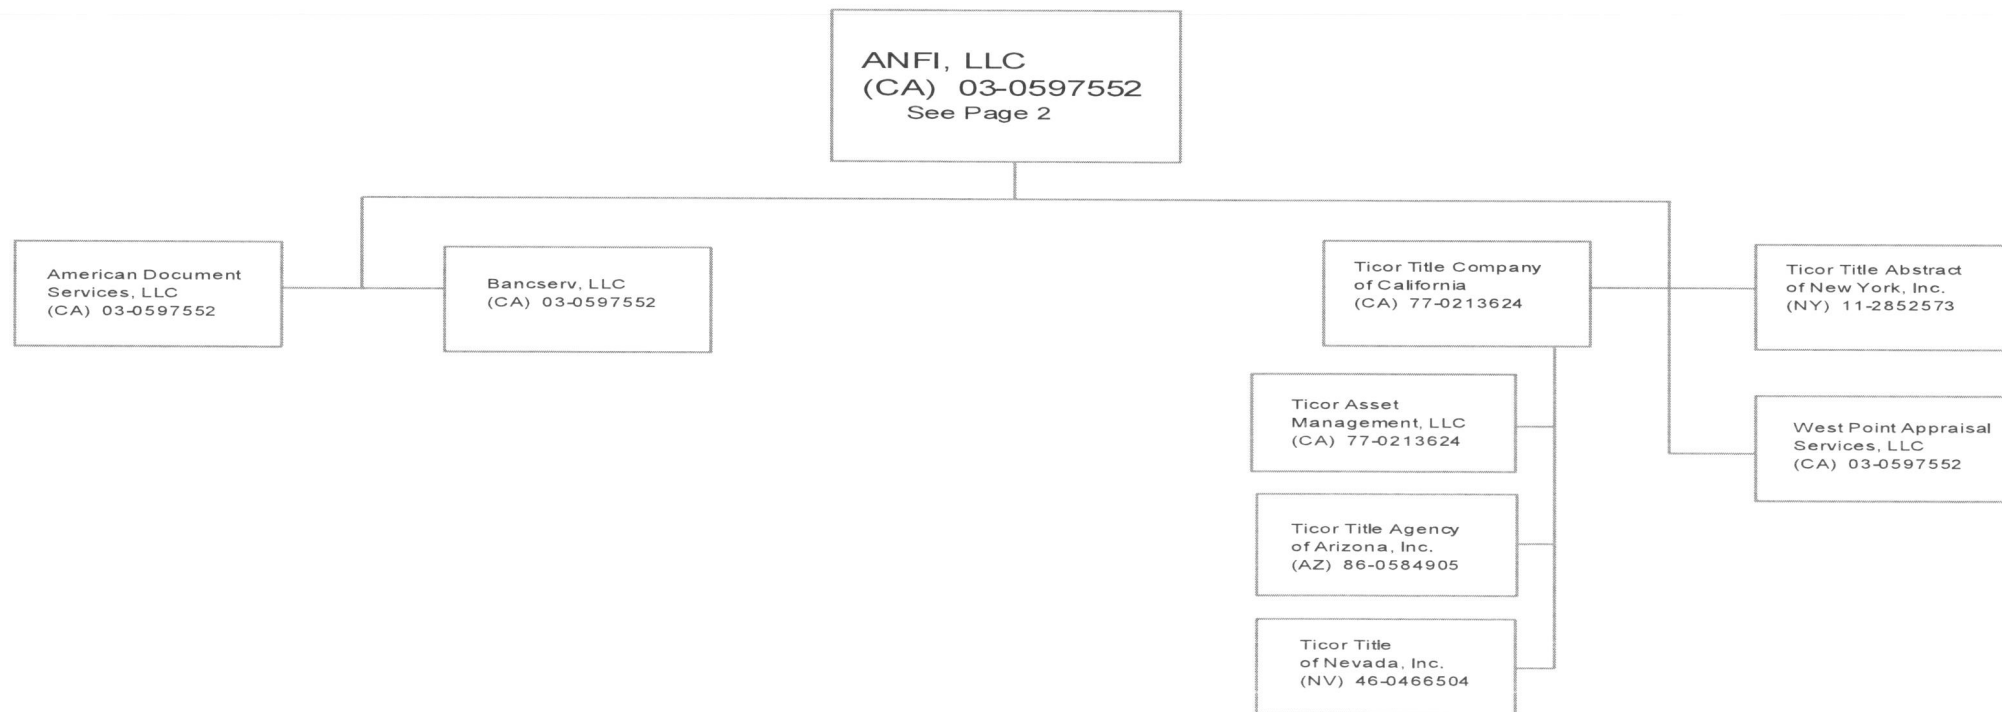 ANFI, LLC
(CA) 03-0597552
See Page 2
American Document
Services, LLC
(CA) 03-0597552
Bancserv, LLC
(CA) 03-0597552
Ticor Title Company
of California
(CA) 77-0213624
Ticor Title Abstract
of New York, Inc.
(NY) 11-2852573
Ticor Asset
Management, LLC
(CA) 77-0213624
West Point Appraisal
Services, LLC
(CA) 03-0597552
Ticor Title Agency
of Arizona, Inc.
(AZ) 86-0584905
Ticor Title
of Nevada, Inc.
(NV) 46-0466504